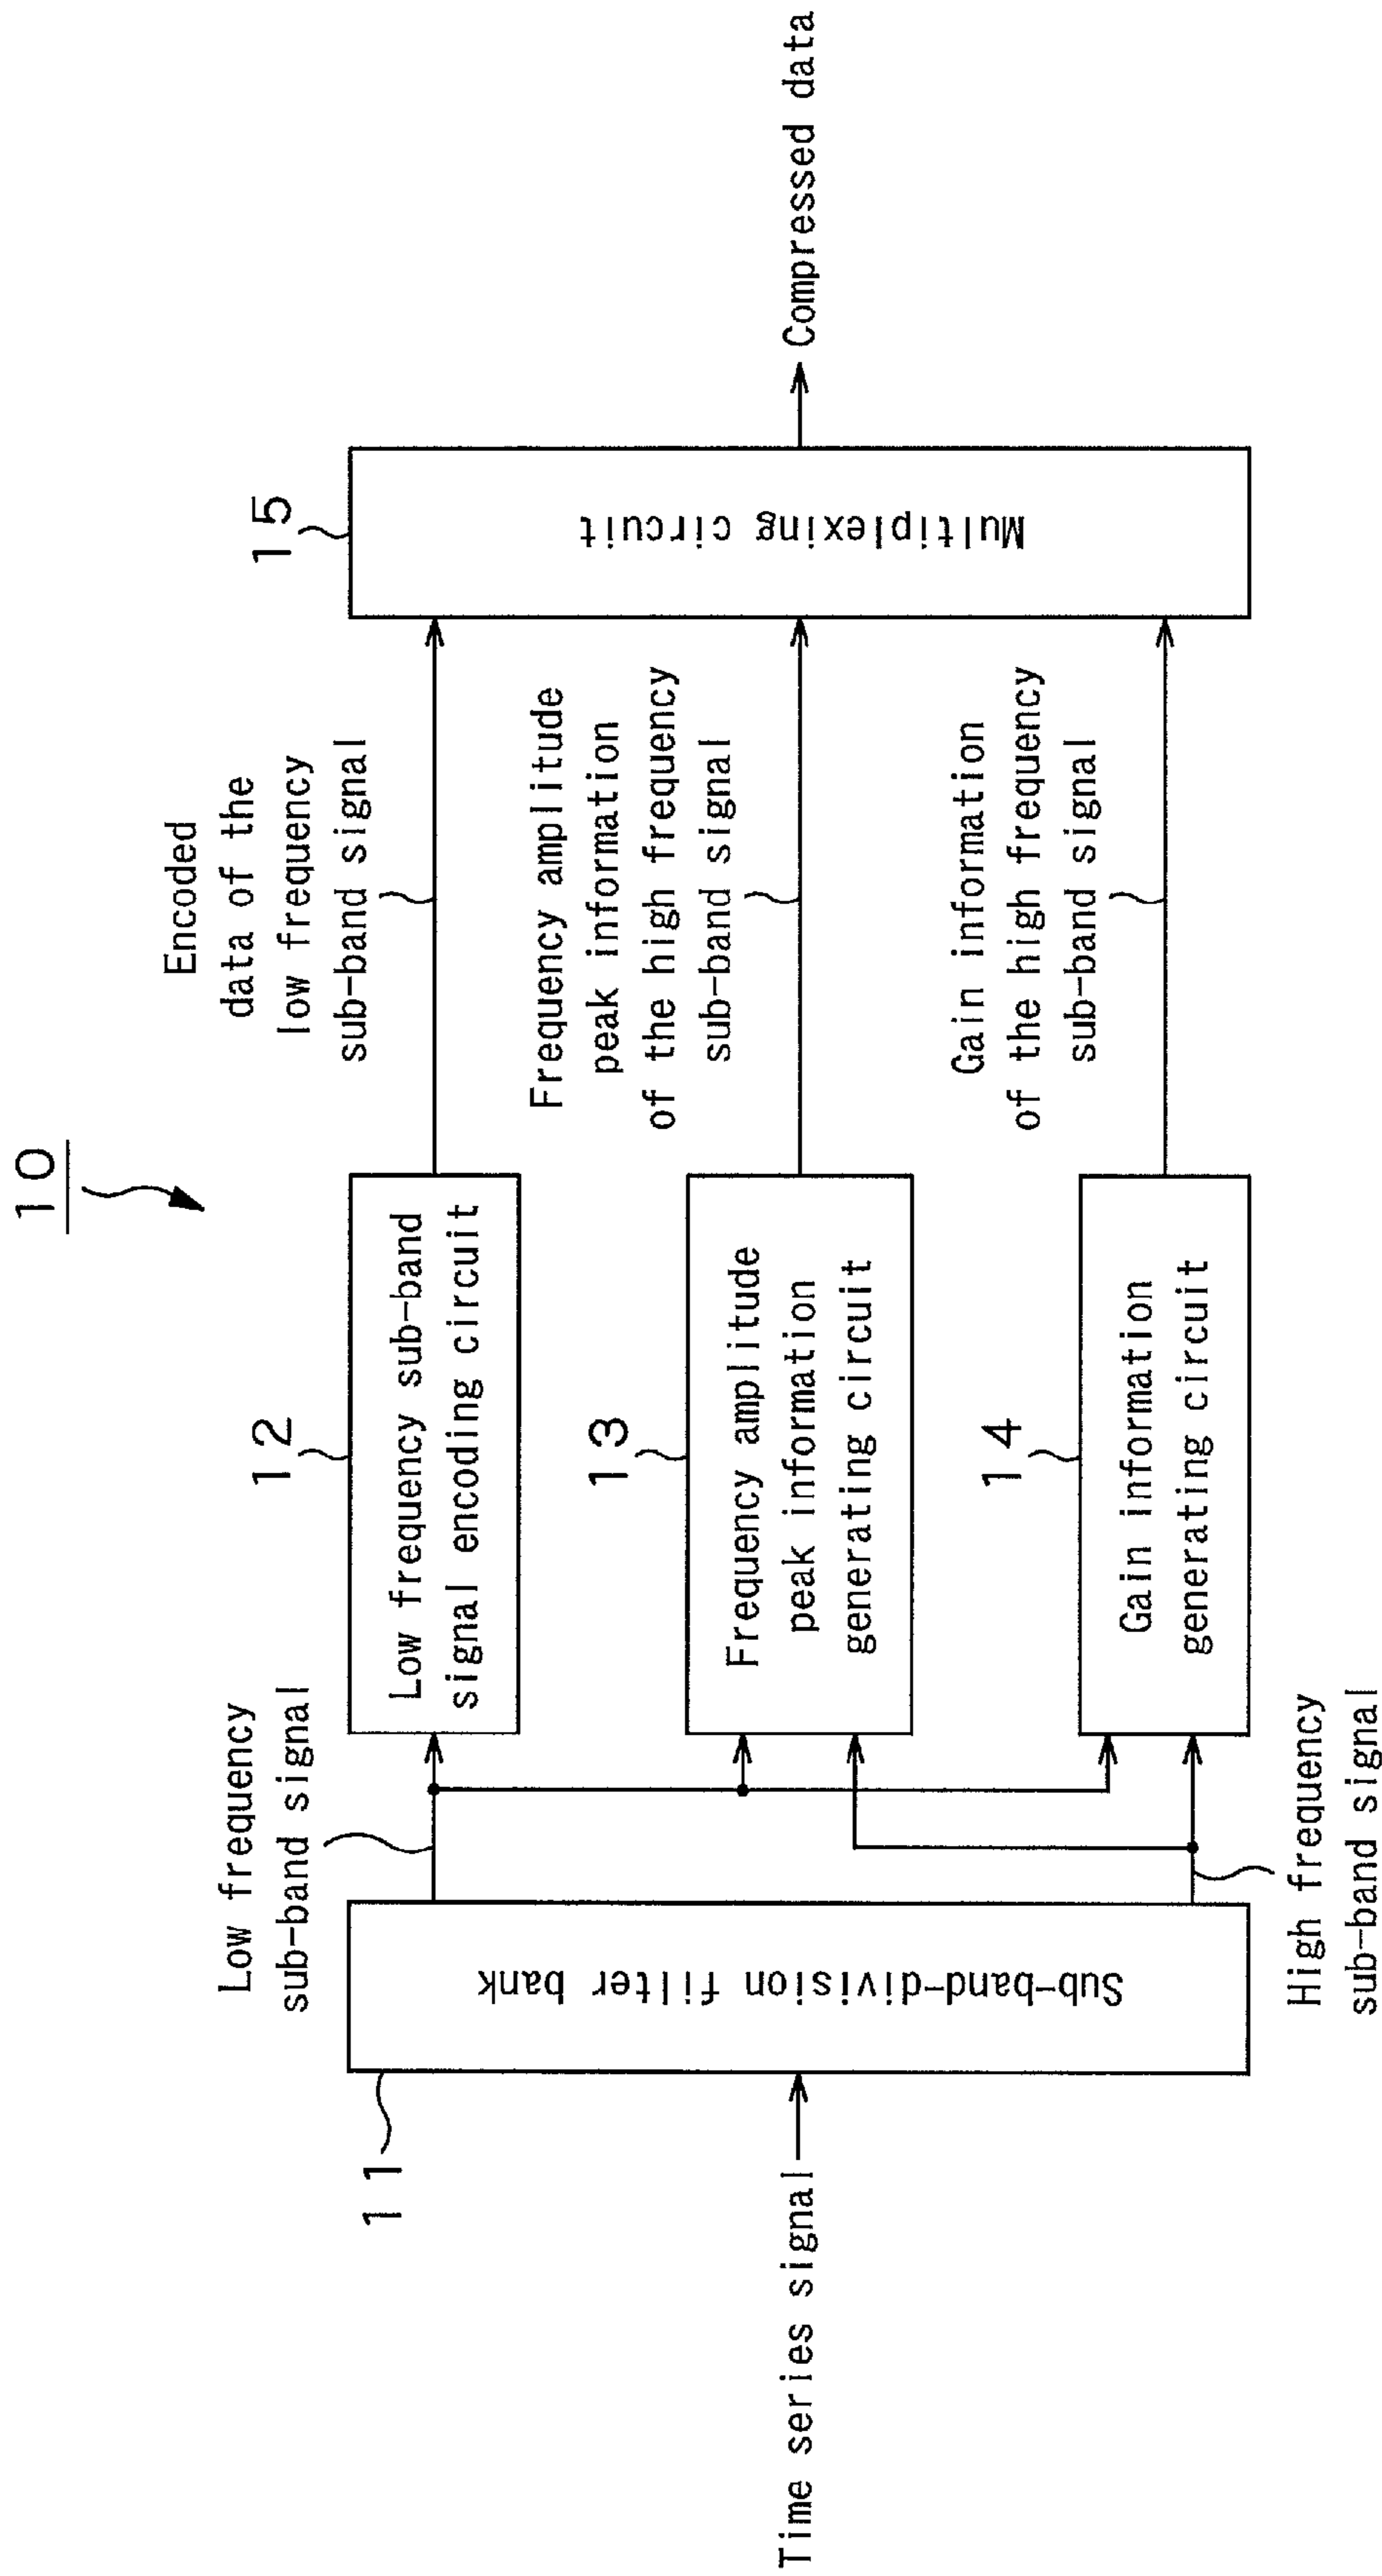 10
Time series signal
11
Sub-band-division filter bank
Low frequency
sub-band signal
High frequency
sub-band signal
12
Low frequency sub-band
signal encoding circuit
13
Frequency amplitude
peak information
generating circuit
14
Gain information
generating circuit
Encoded
data of the
low frequency
sub-band signal
Frequency amplitude
peak information
of the high frequency
sub-band signal
Gain information
of the high frequency
sub-band signal
15
Multiplexing circuit
Compressed data